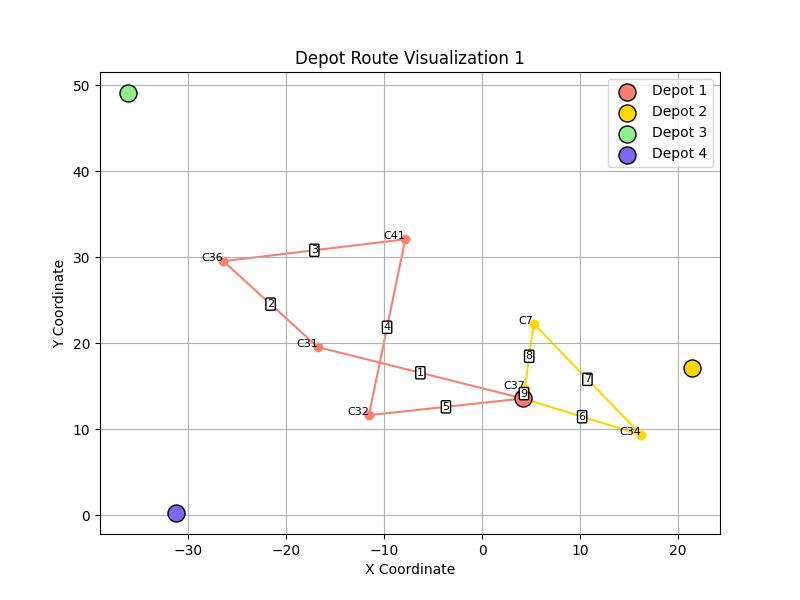 Depot Route Visualization 1
Depot 1
Depot 2
Depot 3
Depot 4
Y Coordinate
50
40
30
20
10
0
C41
C36
3
2
4
C7
C31
8
1
7
C37
9
C32
5
6
C34
−30
−20
−10
0
10
20
X Coordinate